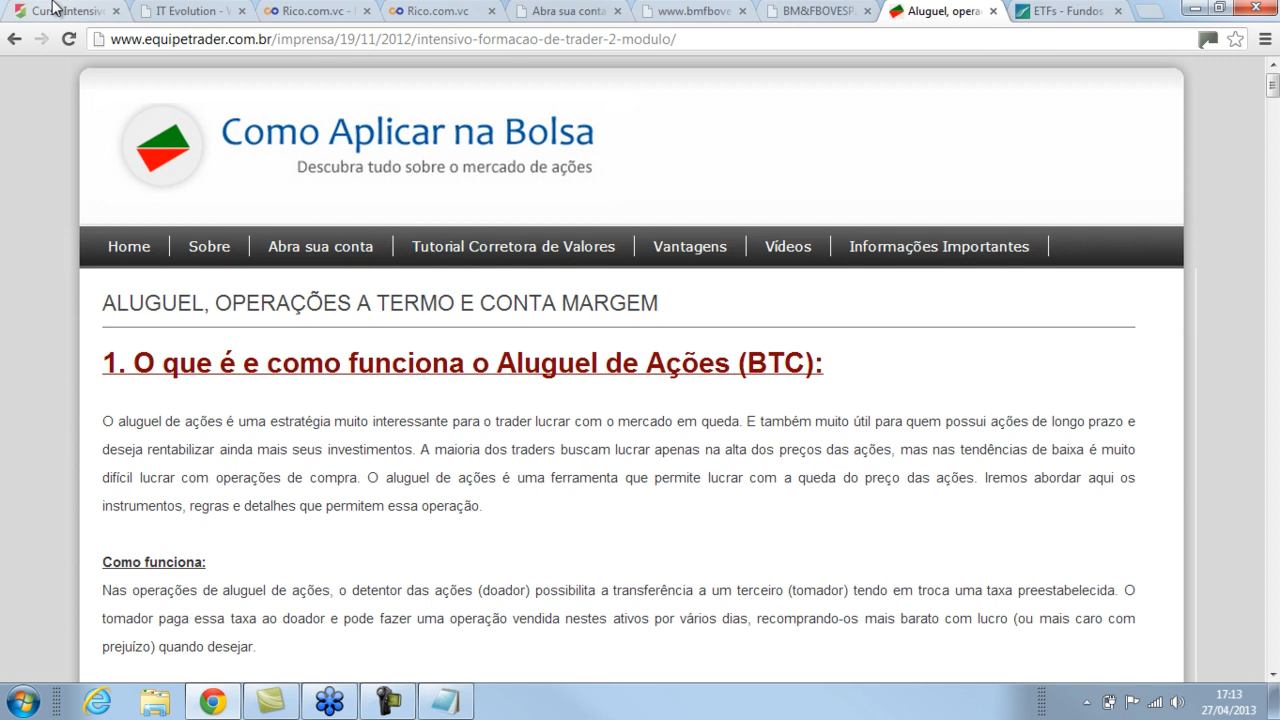 Curso Intensivo
IT Evolution - V
Rico.com.vc -
Rico.com.vc
Abra sua conta
www.bmfbove
BM&FBOVESP
Aluguel, opera
ETFs - Fundos
www.equipetrader.com.br/imprensa/19/11/2012/intensivo-formacao-de-trader-2-modulo/
Como Aplicar na Bolsa
Descubra tudo sobre o mercado de ações
Home Sobre Abra sua conta Tutorial Corretora de Valores Vantagens Vídeos Informações Importantes
ALUGUEL, OPERAÇÕES A TERMO E CONTA MARGEM
1. O que é e como funciona o Aluguel de Ações (BTC):
O aluguel de ações é uma estratégia muito interessante para o trader lucrar com o mercado em queda. E também muito útil para quem possui ações de longo prazo e
deseja rentabilizar ainda mais seus investimentos. A maioria dos traders buscam lucrar apenas na alta dos preços das ações, mas nas tendências de baixa é muito
difícil lucrar com operações de compra. O aluguel de ações é uma ferramenta que permite lucrar com a queda do preço das ações. Iremos abordar aqui os
instrumentos, regras e detalhes que permitem essa operação.
Como funciona:
Nas operações de aluguel de ações, o detentor das ações (doador) possibilita a transferência a um terceiro (tomador) tendo em troca uma taxa preestabelecida. O
tomador paga essa taxa ao doador e pode fazer uma operação vendida nestes ativos por vários dias, recomprando-os mais barato com lucro (ou mais caro com
prejuízo) quando desejar.
17:13
27/04/2013